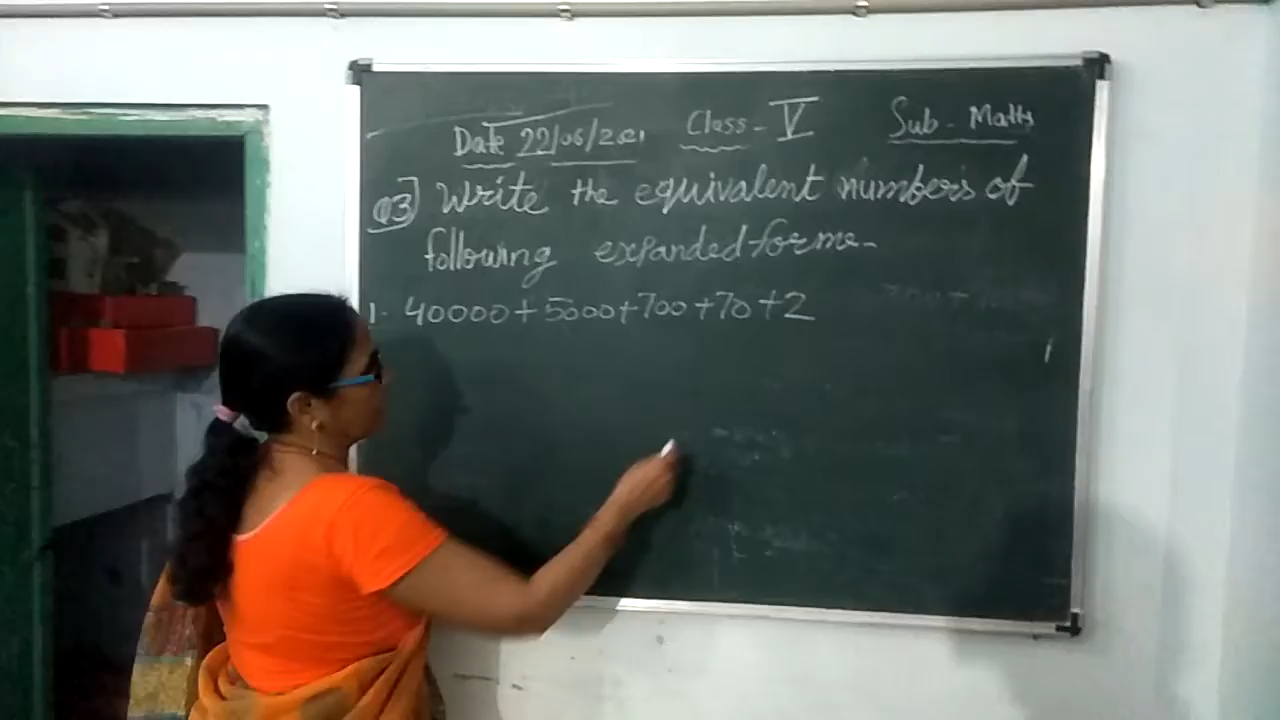 Date 22/06/2021 Class - V Sub - Maths
Q3] Write the equivalent numbers of
following expanded forme-
1. 40000+5000+700+70+2